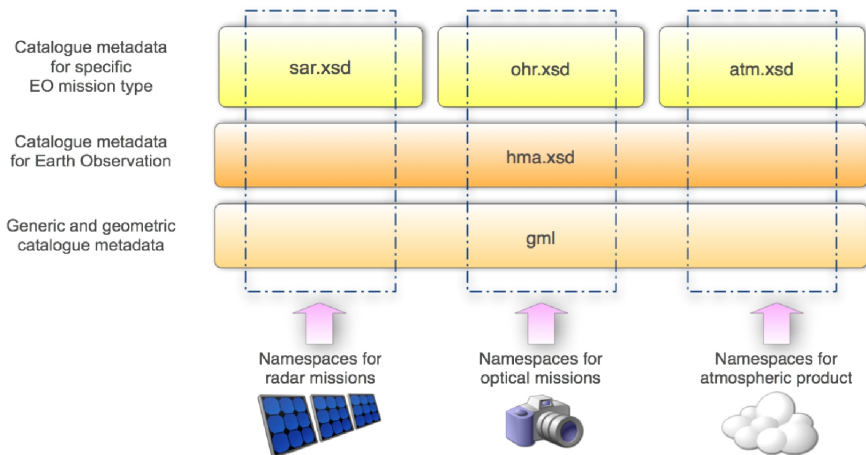 Catalogue metadata
for specific
EO mission type
sar.xsd
ohr.xsd
atm.xsd
Catalogue metadata
for Earth Observation
hma.xsd
Generic and geometric
catalogue metadata
gml
Namespaces for
radar missions
Namespaces for
optical missions
Namespaces for
atmospheric product